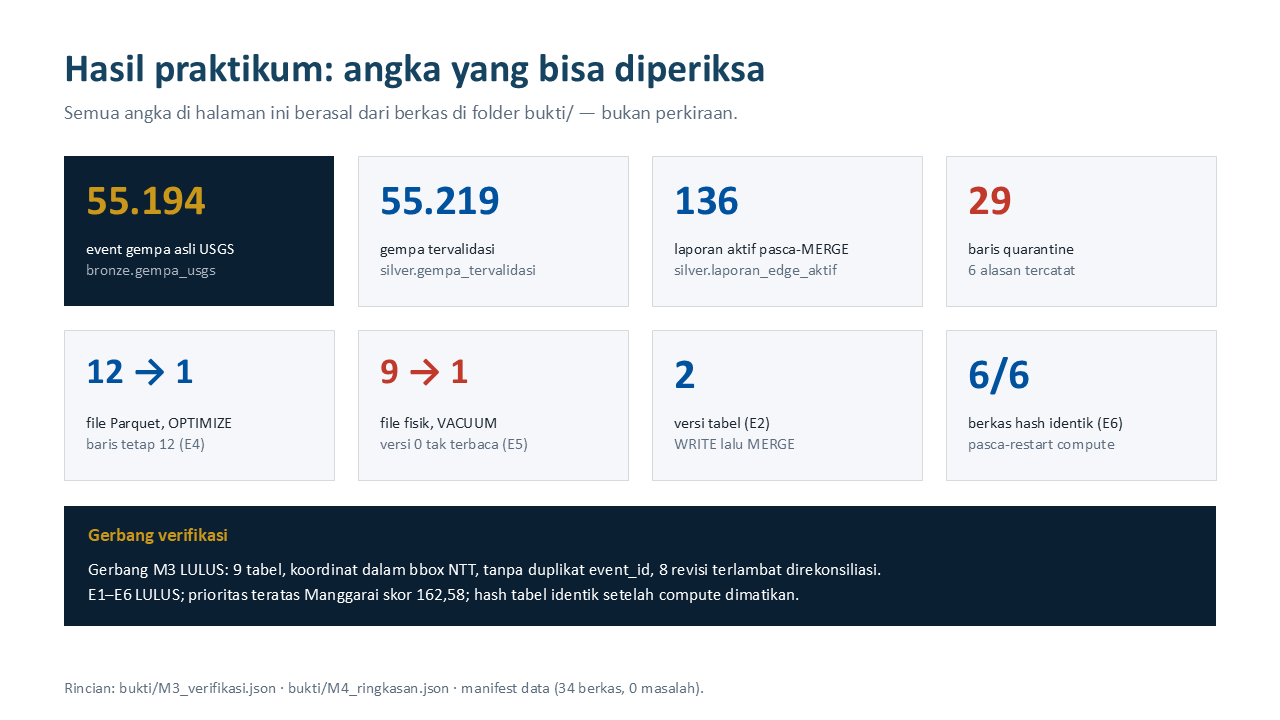 Hasil praktikum: angka yang bisa diperiksa
Semua angka di halaman ini berasal dari berkas di folder bukti/ — bukan perkiraan.
55.194
event gempa asli USGS
bronze.gempa_usgs
55.219
gempa tervalidasi
silver.gempa_tervalidasi
136
laporan aktif pasca-MERGE
silver.laporan_edge_aktif
29
baris quarantine
6 alasan tercatat
12 → 1
file Parquet, OPTIMIZE
baris tetap 12 (E4)
9 → 1
file fisik, VACUUM
versi 0 tak terbaca (E5)
2
versi tabel (E2)
WRITE lalu MERGE
6/6
berkas hash identik (E6)
pasca-restart compute
Gerbang verifikasi
Gerbang M3 LULUS: 9 tabel, koordinat dalam bbox NTT, tanpa duplikat event_id, 8 revisi terlambat direkonsiliasi.
E1–E6 LULUS; prioritas teratas Manggarai skor 162,58; hash tabel identik setelah compute dimatikan.
Rincian: bukti/M3_verifikasi.json · bukti/M4_ringkasan.json · manifest data (34 berkas, 0 masalah).